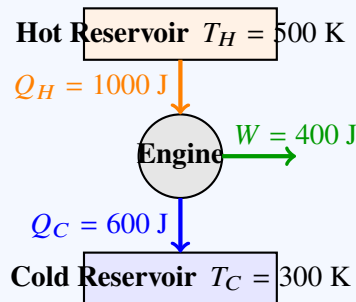 Hot Reservoir T_H = 500 K
Q_H = 1000 J
Engine
W = 400 J
Q_C = 600 J
Cold Reservoir T_C = 300 K